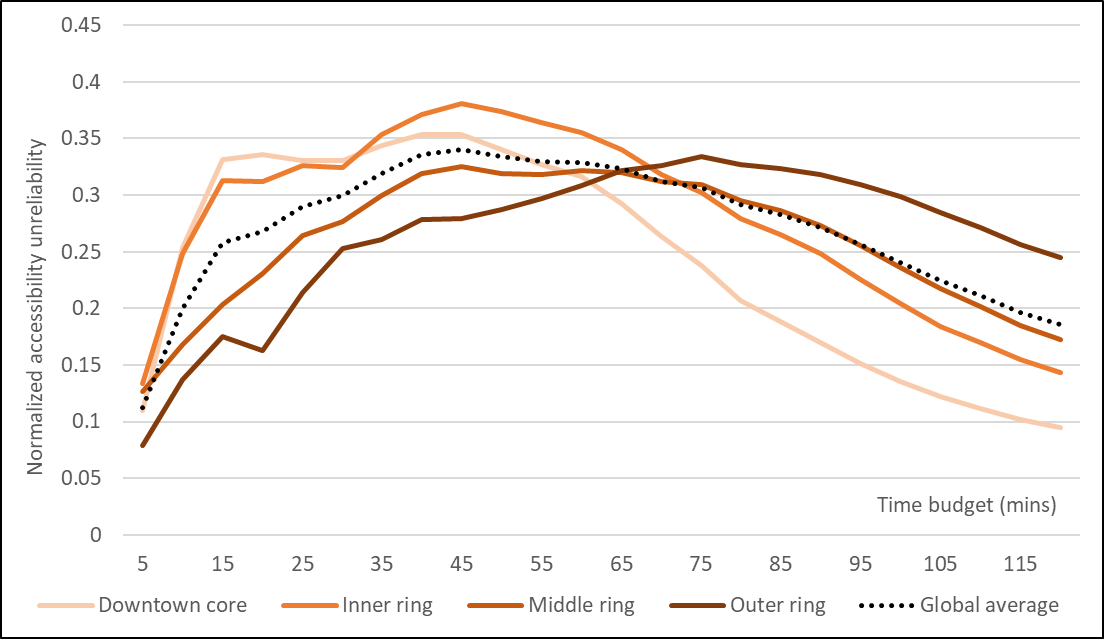 Normalized accessibility unreliability
0.45
0.4
0.35
0.3
0.25
0.2
0.15
0.1
0.05
0
Time budget (mins)
5 15 25 35 45 55 65 75 85 95 105 115
Downtown core Inner ring Middle ring Outer ring Global average